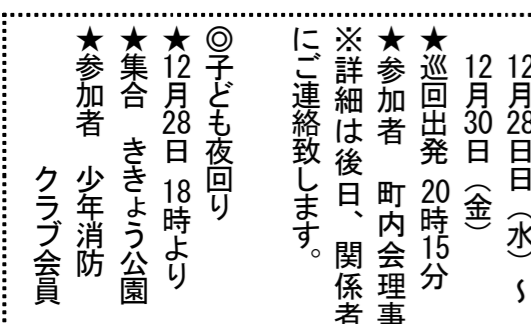 12月28日日（水）～
12月30日（金）
★巡回出発 20時15分
★参加者 町内会理事
※詳細は後日、関係者
にご連絡致します。
◎子ども夜回り
★12月28日 18時より
★集合 ききょう公園
★参加者 少年消防
クラブ会員